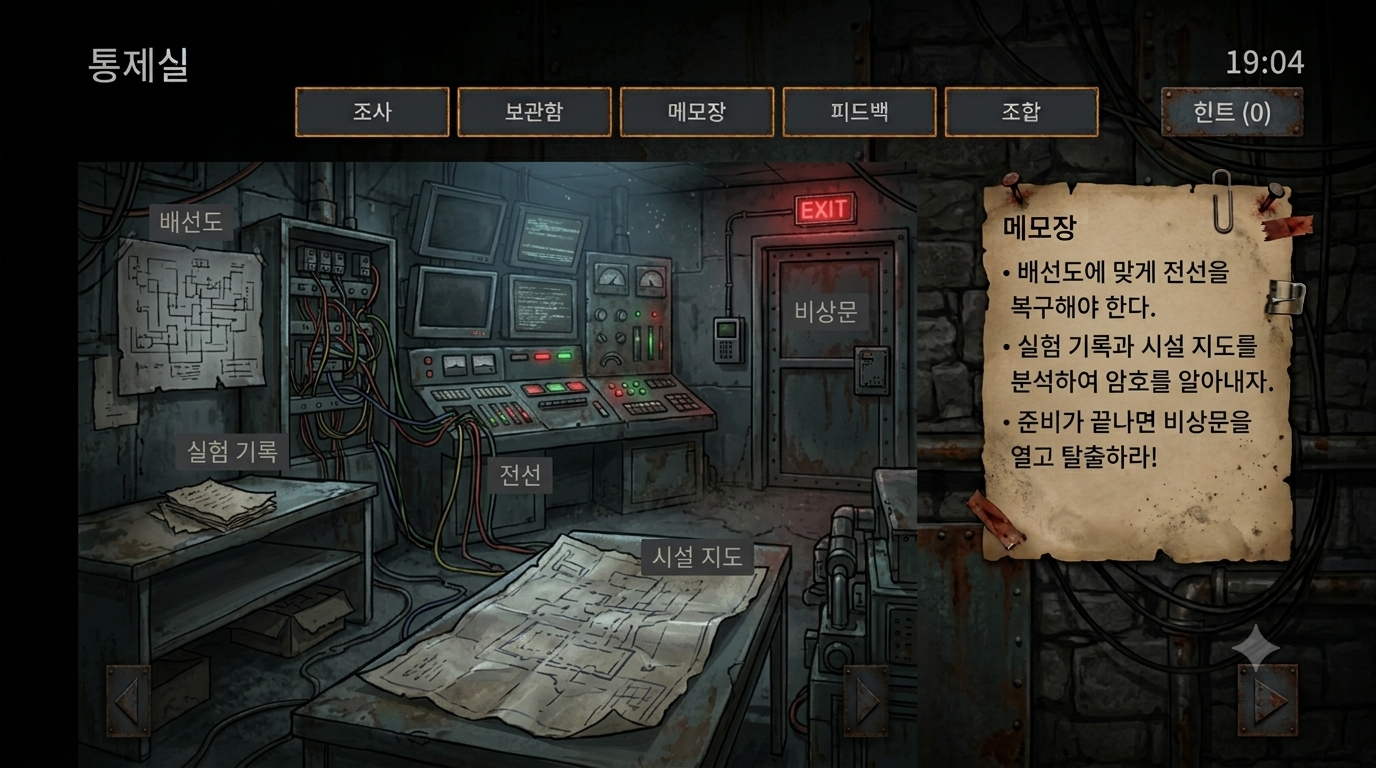 통제실
19:04
조사
보관함
메모장
피드백
조합
힌트 (0)
배선도
EXIT
비상문
실험 기록
전선
시설 지도
메모장
• 배선도에 맞게 전선을
복구해야 한다.
• 실험 기록과 시설 지도를
분석하여 암호를 알아내자.
• 준비가 끝나면 비상문을
열고 탈출하라!